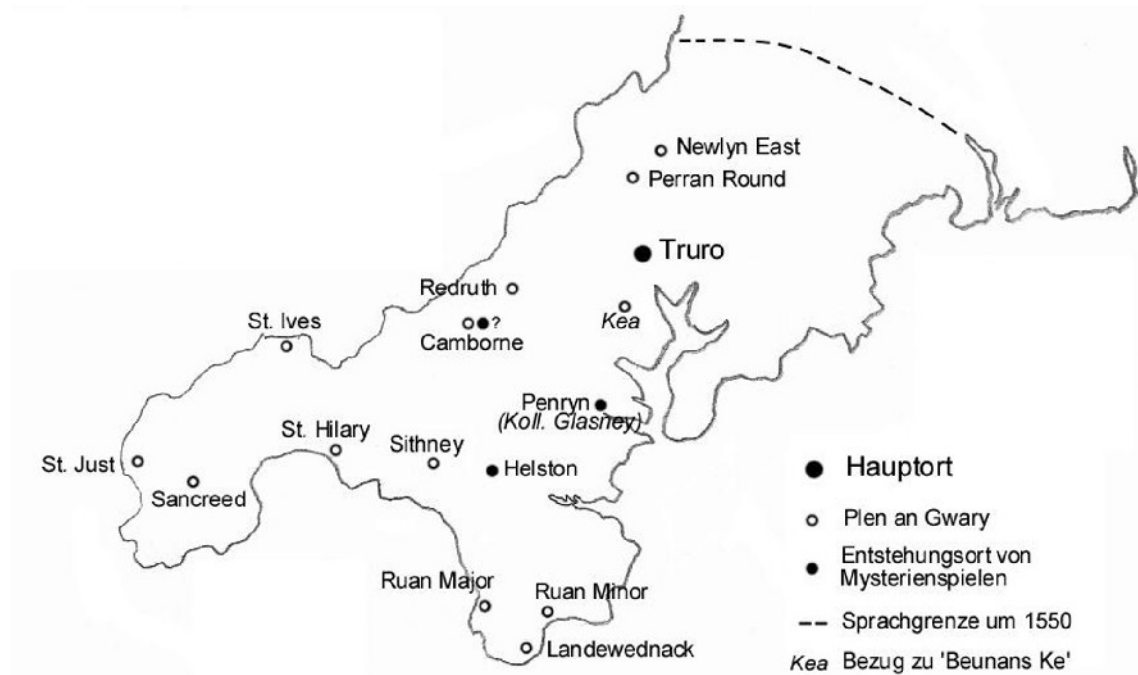 Newlyn East
Perran Round
Truro
Redruth
Kea
?
Camborne
St. Ives
Penryn
(Koll. Glasney)
St. Hilary
Sithney
St. Just
Helston
Sancreed
Ruan Major
Ruan Minor
Landewednack
Hauptort
Plen an Gwary
Entstehungsort von
Mysterienspielen
Sprachgrenze um 1550
Kea Bezug zu 'Beunans Ke'